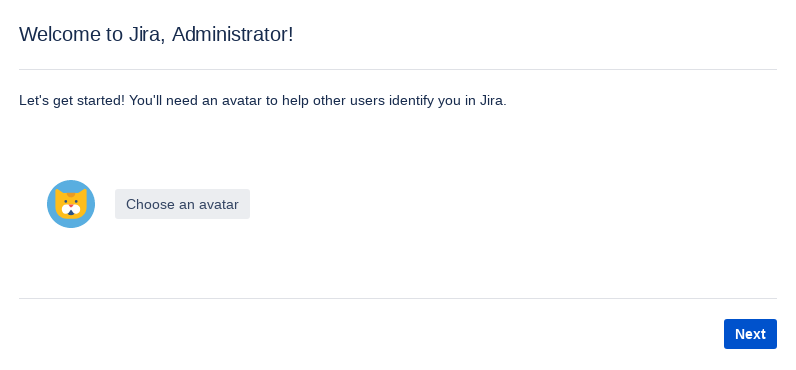 Welcome to Jira, Administrator!
Let's get started! You'll need an avatar to help other users identify you in Jira.
Choose an avatar
Next